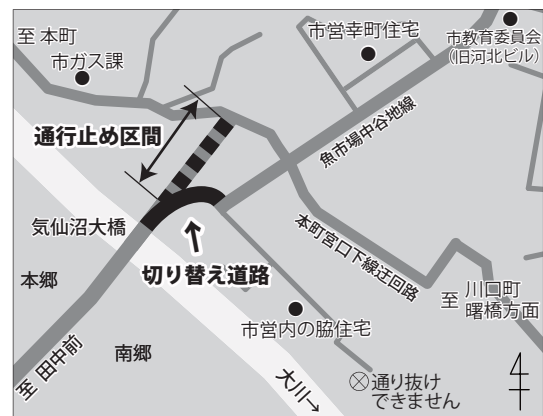 至 本町
市ガス課
市営幸町住宅
市教育委員会
（旧河北ビル）
通行止め区間
魚市場中谷地線
気仙沼大橋
切り替え道路
本町宮口下線迂回路
本郷
至
川口町
曙橋方面
市営内の脇住宅
至 田中前
南郷
大川→
⊗通り抜け
できません